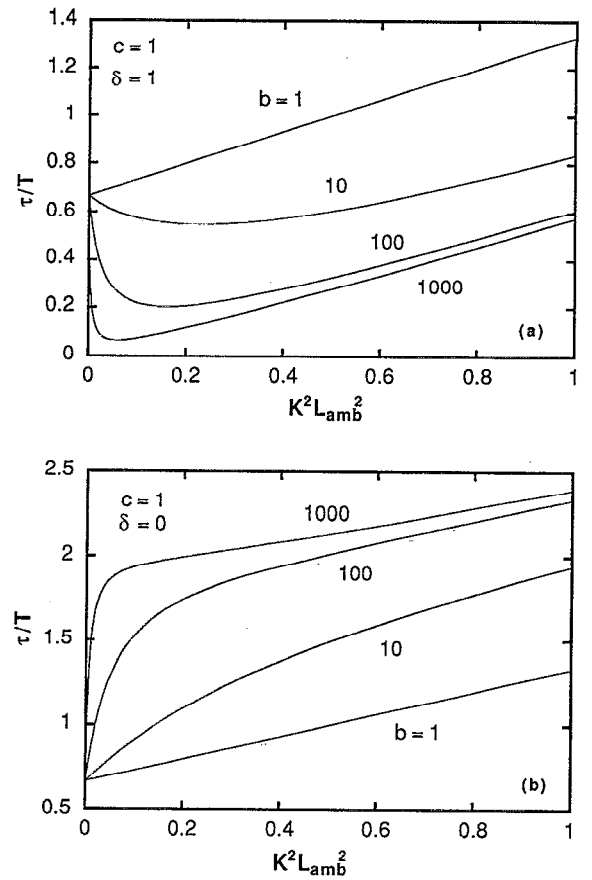 1.4
1.2
1
0.8
0.6
0.4
0.2
0
τ/T
c = 1
δ = 1
b = 1
10
100
1000
(a)
0 0.2 0.4 0.6 0.8 1
K²L²amb
2.5
2
1.5
1
0.5
τ/T
c = 1
δ = 0
1000
100
10
b = 1
(b)
0 0.2 0.4 0.6 0.8 1
K²L²amb